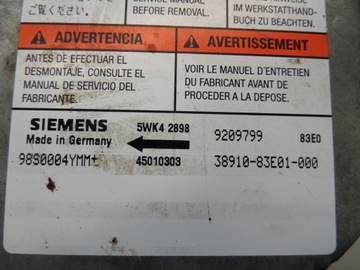 SERVICE MANUAL
BEFORE REMOVAL.
IM WERKSTATTHAND-
BUCH ZU BEACHTEN.
ADVERTENCIA
ANTES DE EFECTUAR EL
DESMONTAJE, CONSULTE EL
MANUAL DE SERVICIO DEL
FABRICANTE.
AVERTISSEMENT
VOIR LE MANUEL D'ENTRETIEN
DU FABRICANT AVANT DE
PROCEDER A LA DEPOSE.
SIEMENS 5WK4 2898 9209799 83E0
Made in Germany
98S0004YMM+ 45010303 38910-83E01-000